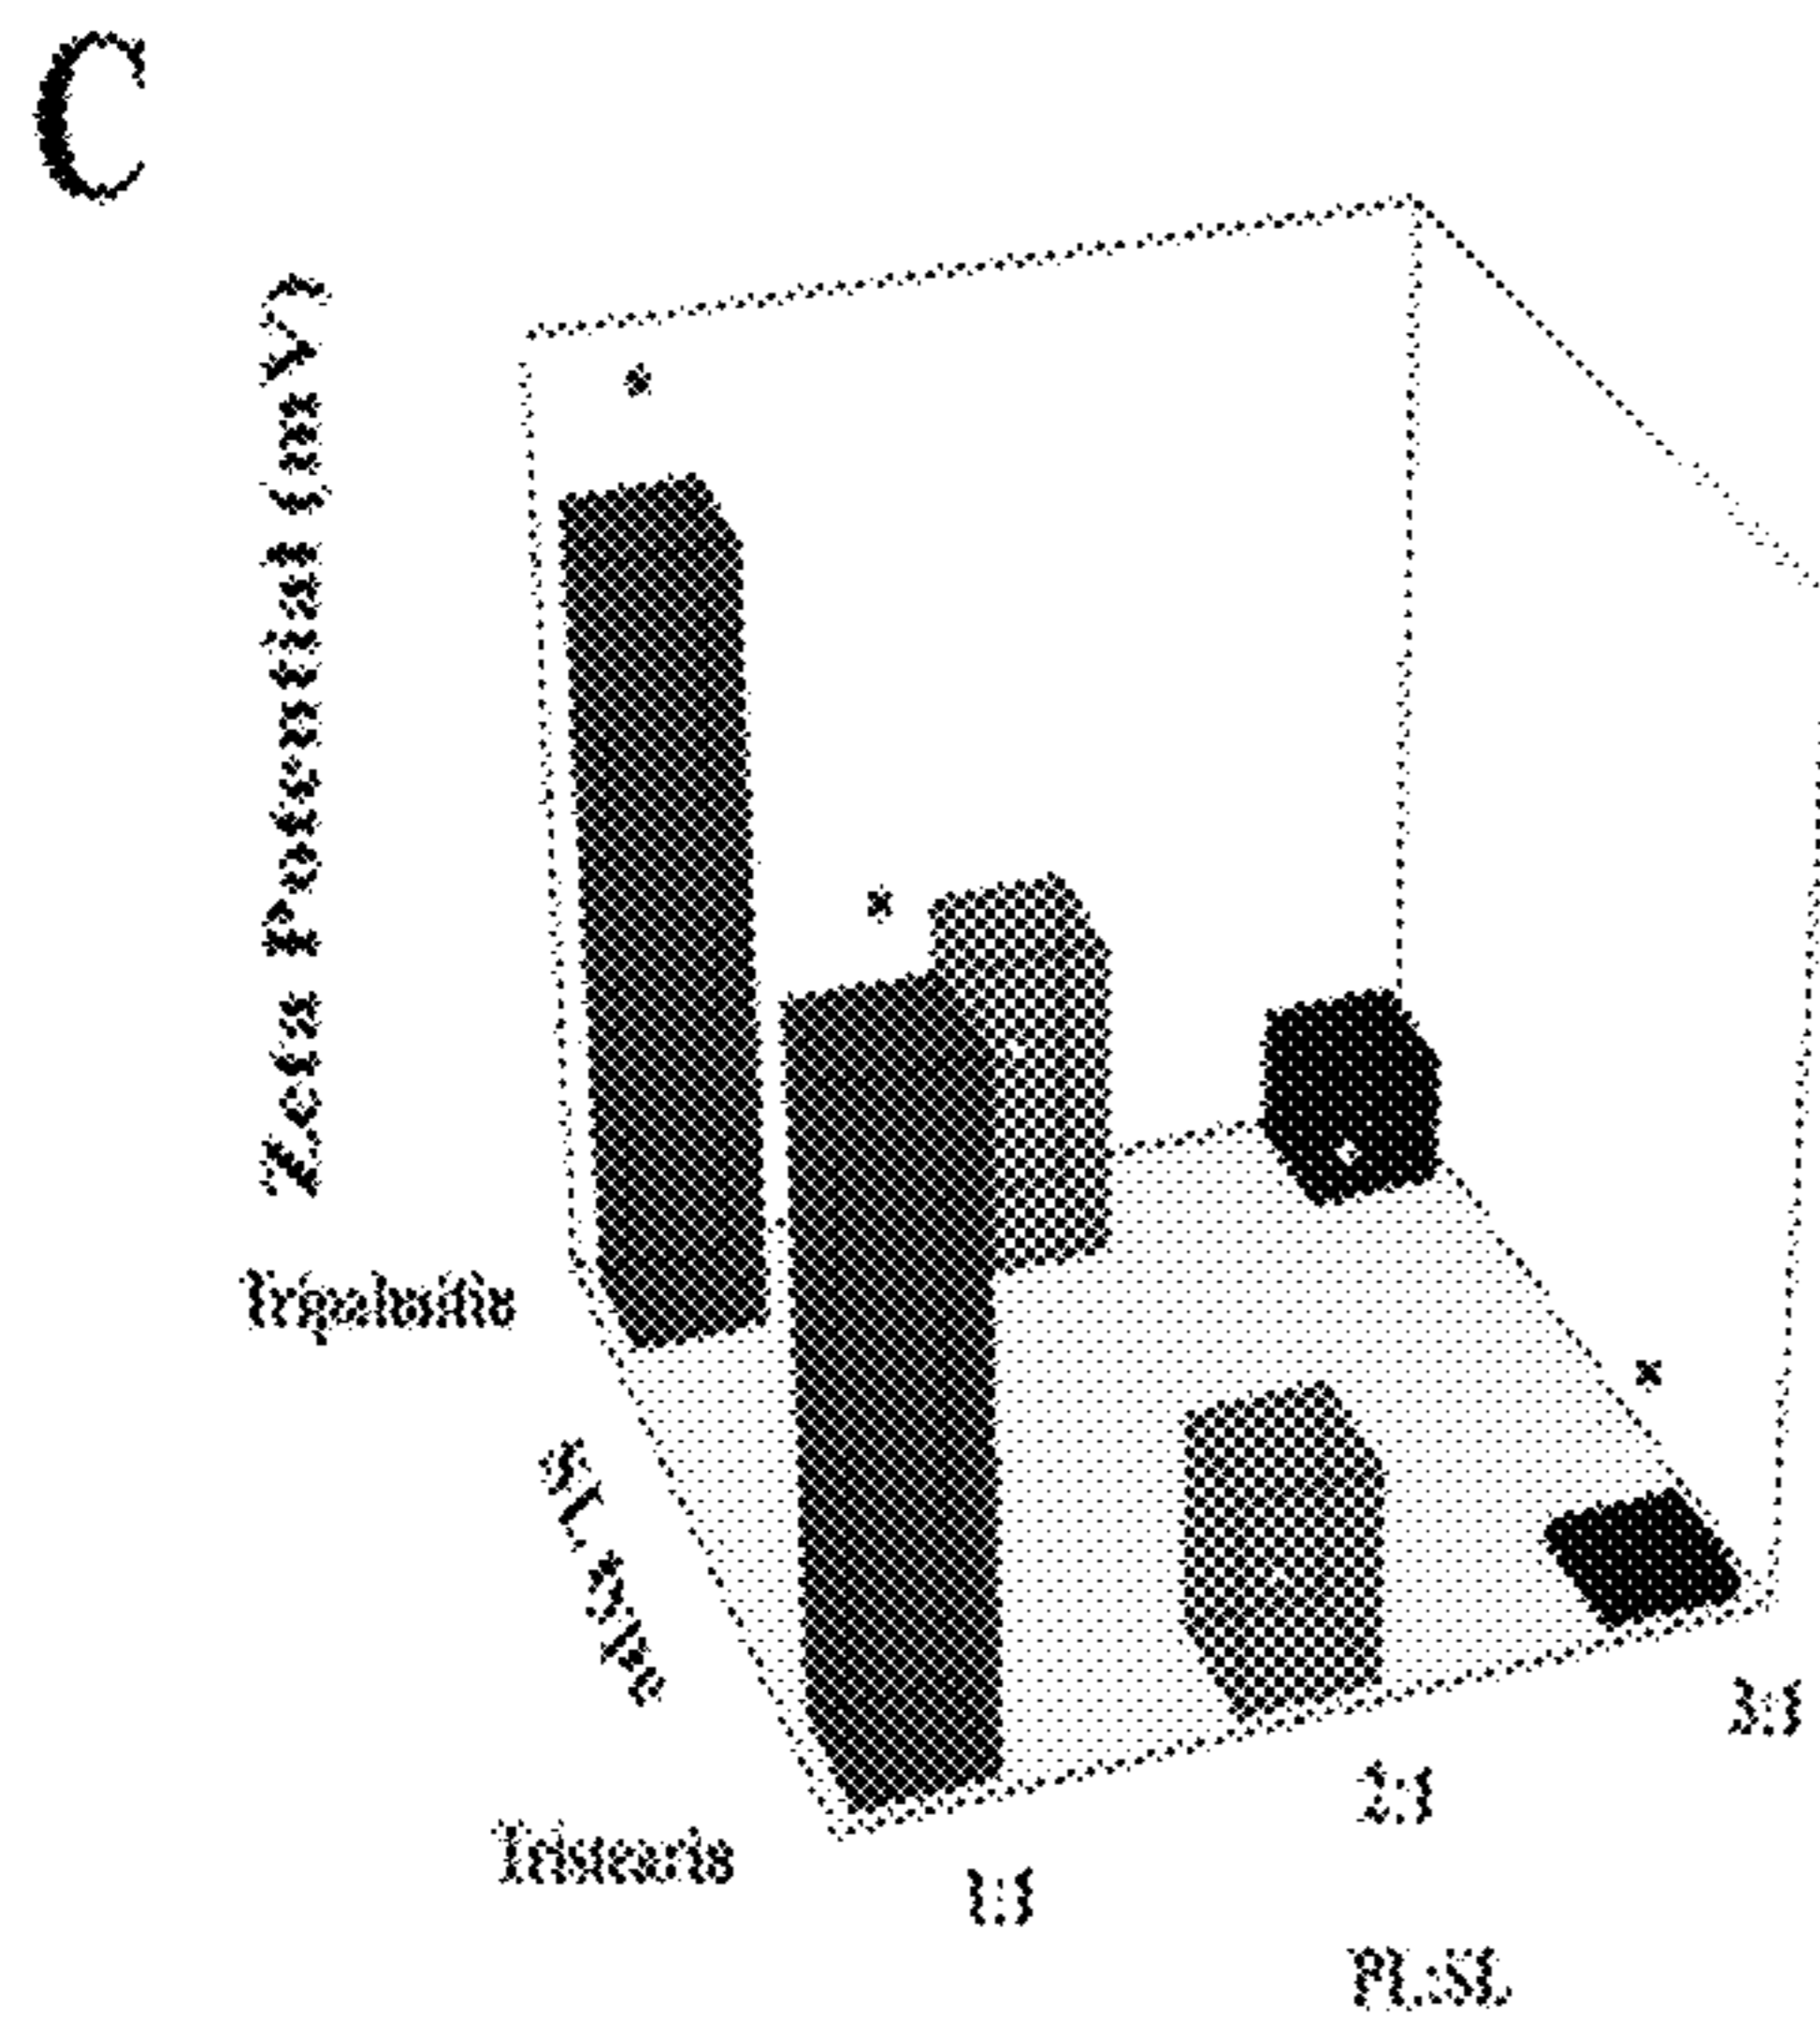 C
Zeta Potential (mV)
Tripalmitin
SL type
Tristearin
1:1
2:1
3:1
PL:SL